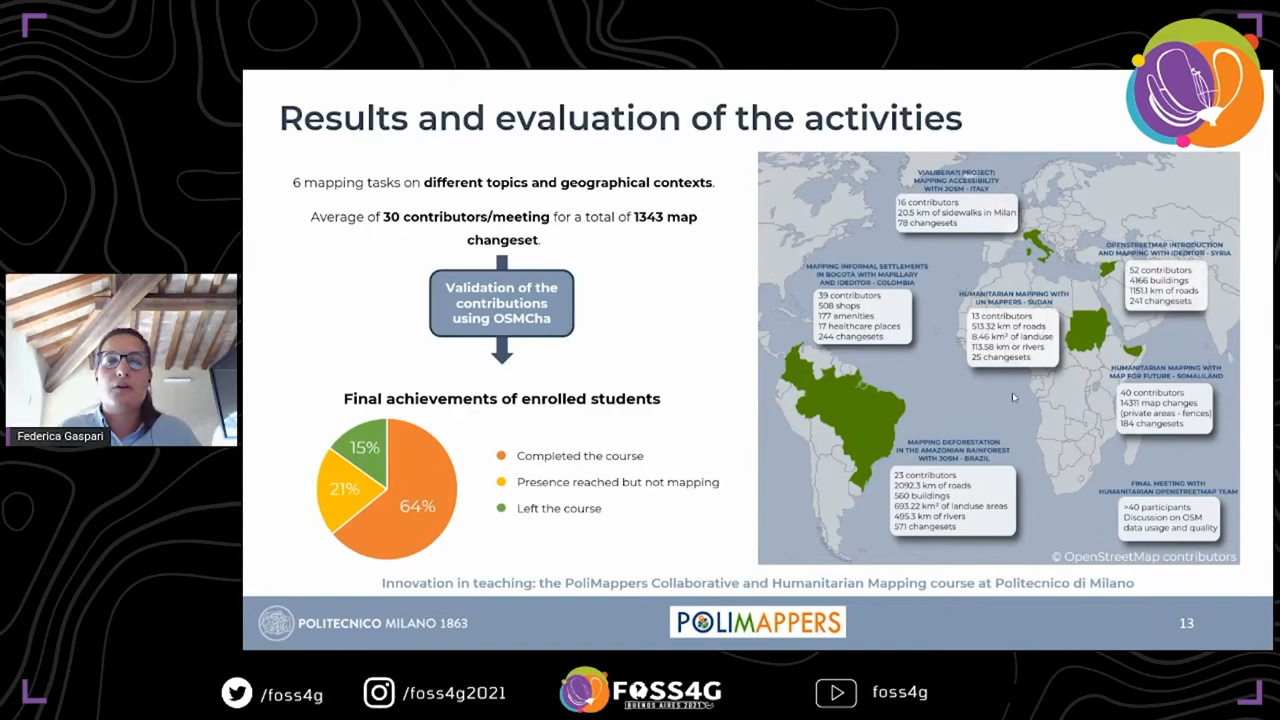 Results and evaluation of the activities
6 mapping tasks on different topics and geographical contexts.
Average of 30 contributors/meeting for a total of 1343 map
changeset.
Validation of the
contributions
using OSMCha
Final achievements of enrolled students
15%
21%
64%
Completed the course
Presence reached but not mapping
Left the course
VIALIBERA?! PROJECT:
MAPPING ACCESSIBILITY
WITH JOSM - ITALY
16 contributors
20.5 km of sidewalks in Milan
78 changesets
OPENSTREETMAP INTRODUCTION
AND MAPPING WITH IDEDITOR - SYRIA
52 contributors
4166 buildings
1151.1 km of roads
241 changesets
MAPPING INFORMAL SETTLEMENTS
IN BOGOTÀ WITH MAPILLARY
AND IDEDITOR - COLOMBIA
39 contributors
508 shops
177 amenities
17 healthcare places
244 changesets
HUMANITARIAN MAPPING WITH
UN MAPPERS - SUDAN
13 contributors
513.32 km of roads
8.46 km² of landuse
113.58 km or rivers
25 changesets
HUMANITARIAN MAPPING WITH
MAP FOR FUTURE - SOMALILAND
40 contributors
14311 map changes
(private areas - fences)
184 changesets
MAPPING DEFORESTATION
IN THE AMAZONIAN RAINFOREST
WITH JOSM - BRAZIL
23 contributors
2092.3 km of roads
560 buildings
693.22 km² of landuse areas
495.3 km of rivers
571 changesets
FINAL MEETING WITH
HUMANITARIAN OPENSTREETMAP TEAM
>40 participants
Discussion on OSM
data usage and quality
© OpenStreetMap contributors
Federica Gaspari
Innovation in teaching: the PoliMappers Collaborative and Humanitarian Mapping course at Politecnico di Milano
POLITECNICO MILANO 1863
POLIMAPPERS
13
/foss4g
/foss4g2021
FOSS4G
BUENOS AIRES 2021
foss4g